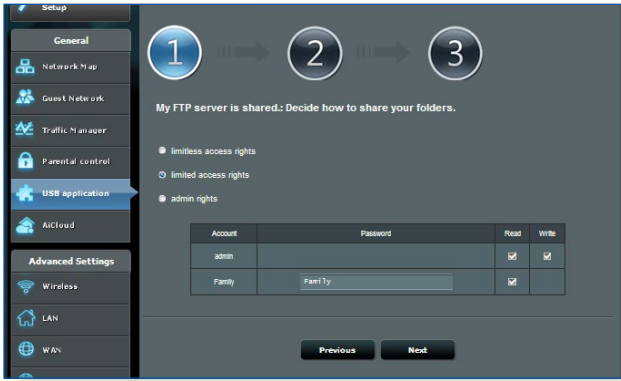 Setup
General
Network Map
Guest Network
Traffic Manager
Parental control
USB application
AiCloud
Advanced Settings
Wireless
LAN
WAN
1 2 3
My FTP server is shared.: Decide how to share your folders.
limitless access rights
limited access rights
admin rights
Account Password Read Write
admin
Family Family
Previous Next